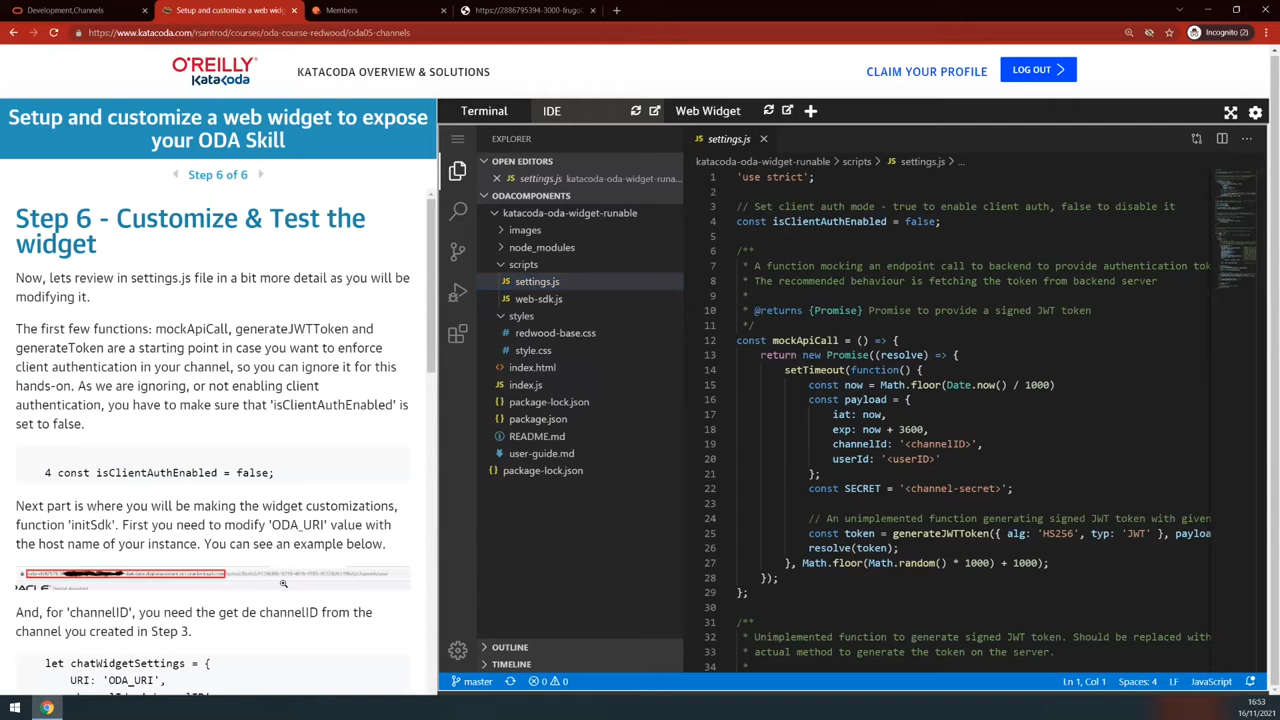 Development,Channels
Setup and customize a web widg
Members
https://2886795394-3000-frugo
Incognito (2)
https://www.katacoda.com/rsantrod/courses/oda-course-redwood/oda05-channels
O'REILLY
Katacoda
KATACODA OVERVIEW & SOLUTIONS
CLAIM YOUR PROFILE
LOG OUT
Setup and customize a web widget to expose
your ODA Skill
Step 6 of 6
Step 6 - Customize & Test the
widget
Now, lets review in settings.js file in a bit more detail as you will be
modifying it.
The first few functions: mockApiCall, generateJWTToken and
generateToken are a starting point in case you want to enforce
client authentication in your channel, so you can ignore it for this
hands-on. As we are ignoring, or not enabling client
authentication, you have to make sure that 'isClientAuthEnabled' is
set to false.
4 const isClientAuthEnabled = false;
Next part is where you will be making the widget customizations,
function 'initSdk'. First you need to modify 'ODA_URI' value with
the host name of your instance. You can see an example below.
And, for 'channelID', you need the get de channelID from the
channel you created in Step 3.
let chatWidgetSettings = {
URI: 'ODA_URI',
Terminal
IDE
Web Widget
EXPLORER
OPEN EDITORS
settings.js katacoda-oda-widget-runa...
ODACOMPONENTS
katacoda-oda-widget-runable
images
node_modules
scripts
settings.js
web-sdk.js
styles
redwood-base.css
style.css
index.html
index.js
package-lock.json
package.json
README.md
user-guide.md
package-lock.json
OUTLINE
TIMELINE
settings.js
katacoda-oda-widget-runable > scripts > settings.js > ...
1 'use strict';
2
3 // Set client auth mode - true to enable client auth, false to disable it
4 const isClientAuthEnabled = false;
5
6 /**
7 * A function mocking an endpoint call to backend to provide authentication tok
8 * The recommended behaviour is fetching the token from backend server
9 *
10 * @returns {Promise} Promise to provide a signed JWT token
11 */
12 const mockApiCall = () => {
13 return new Promise((resolve) => {
14 setTimeout(function() {
15 const now = Math.floor(Date.now() / 1000)
16 const payload = {
17 iat: now,
18 exp: now + 3600,
19 channelId: '<channelID>',
20 userId: '<userID>'
21 };
22 const SECRET = '<channel-secret>';
23
24 // An unimplemented function generating signed JWT token with given
25 const token = generateJWTToken({ alg: 'HS256', typ: 'JWT' }, payloa
26 resolve(token);
27 }, Math.floor(Math.random() * 1000) + 1000);
28 });
29 };
30
31 /**
32 * Unimplemented function to generate signed JWT token. Should be replaced with
33 * actual method to generate the token on the server.
34 *
master
0 0
Ln 1, Col 1
Spaces: 4
LF
JavaScript
16:53
16/11/2021